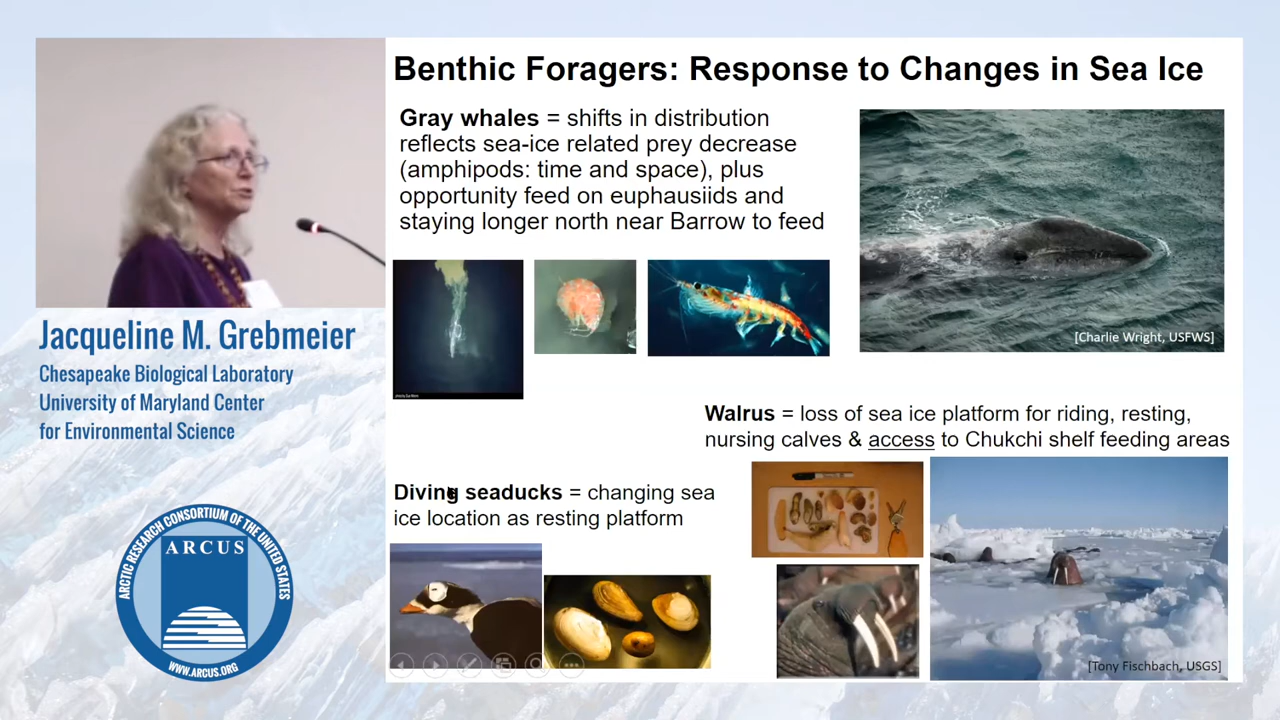 Benthic Foragers: Response to Changes in Sea Ice
Gray whales = shifts in distribution
reflects sea-ice related prey decrease
(amphipods: time and space), plus
opportunity feed on euphausiids and
staying longer north near Barrow to feed
[Charlie Wright, USFWS]
Jacqueline M. Grebmeier
Chesapeake Biological Laboratory
University of Maryland Center
for Environmental Science
Walrus = loss of sea ice platform for riding, resting,
nursing calves & access to Chukchi shelf feeding areas
Diving seaducks = changing sea
ice location as resting platform
[Tony Fischbach, USGS]
ARCTIC RESEARCH CONSORTIUM OF THE UNITED STATES
ARCUS
WWW.ARCUS.ORG